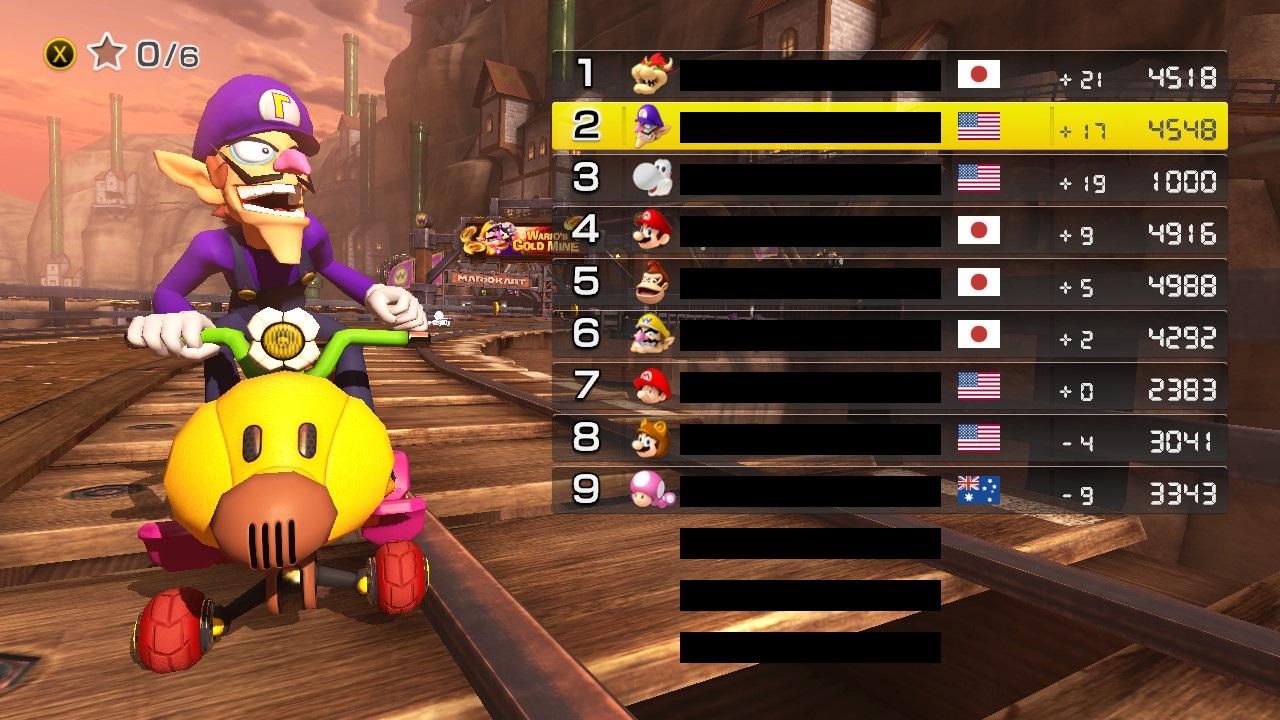 X 0/6
1 + 21 4518
2 + 17 4548
3 + 19 1000
4 + 9 4916
5 + 5 4988
6 + 2 4292
7 + 0 2383
8 - 4 3041
9 - 9 3343
WARIO'S
GOLD MINE
MARIOKART